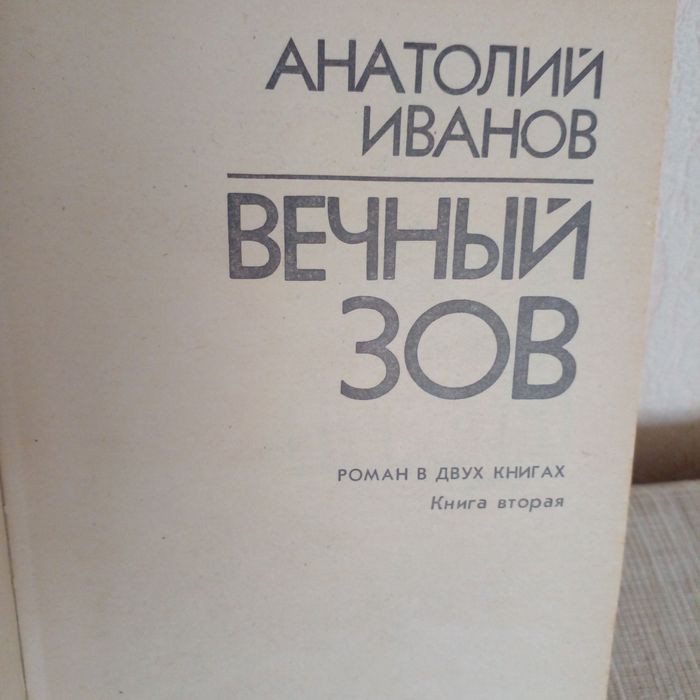 АНАТОЛИЙ
ИВАНОВ
ВЕЧНЫЙ
ЗОВ
РОМАН В ДВУХ КНИГАХ
Книга вторая